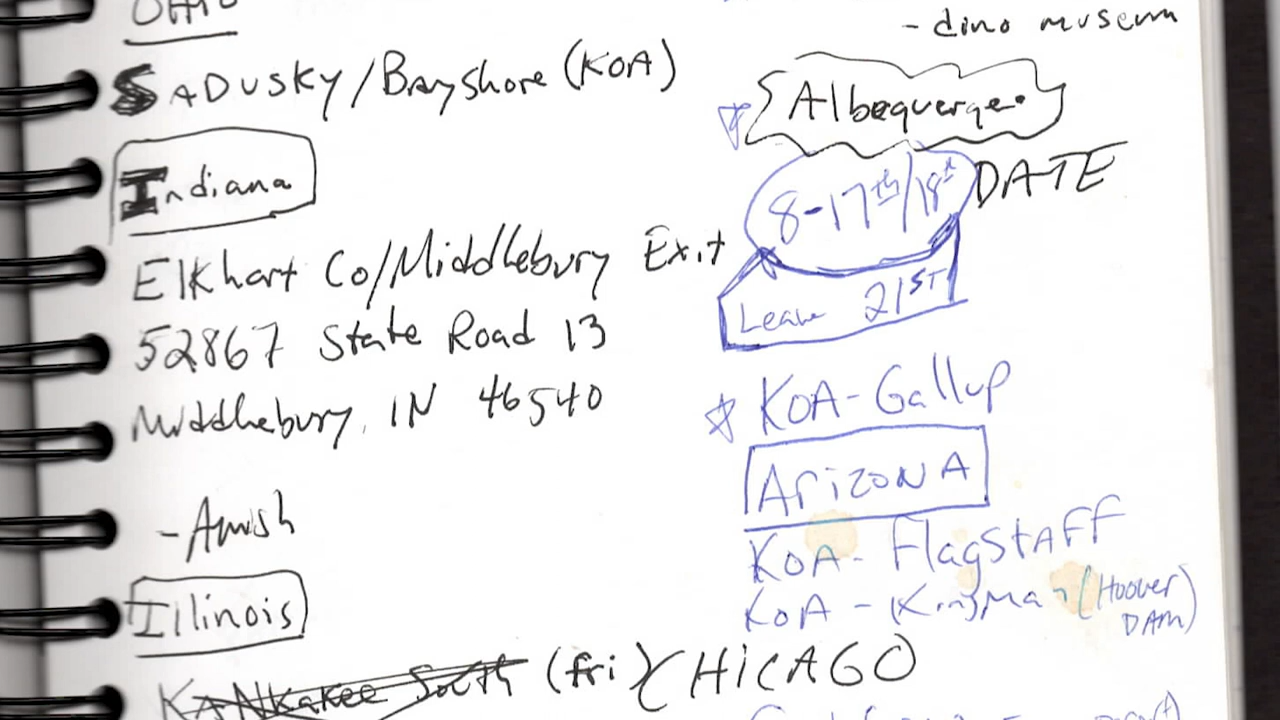 Ohio
SADUSKY/Bayshore (KOA)
Indiana
Elkhart Co/Middlebury Exit
52867 State Road 13
Middlebury, IN 46540
- Amish
Illinois
KANKakee South (fri) CHICAGO
- dino museum
Albequerqe.
8-17th/18th DATE
Leave 21ST
KOA-Gallup
ArizoNA
KOA- FlagstAFF
KOA - Kingman (Hoover
DAM)